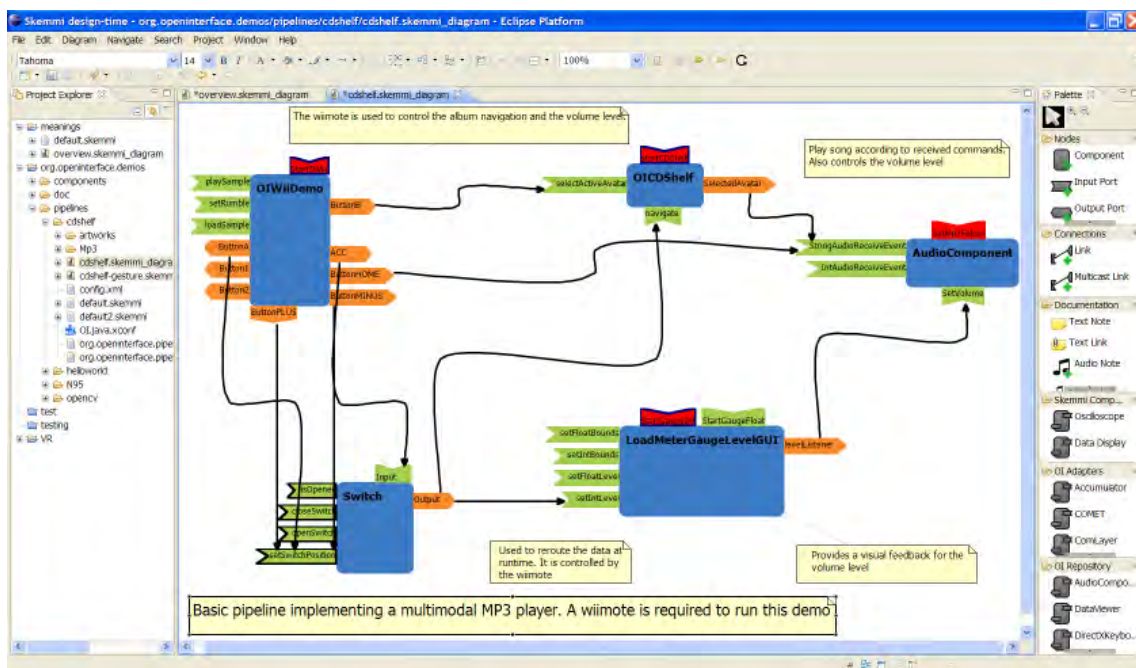 Skemmi design-time - org.openinterface.demos/pipelines/cdshelf/cdshelf.skemmi_diagram - Eclipse Platform
File Edit Diagram Navigate Search Project Window Help
Tahoma 14 B I A 100%
Project Explorer
meanings
default.skemmi
overview.skemmi_diagram
org.openinterface.demos
components
doc
pipelines
cdshelf
artworks
Mp3
cdshelf.skemmi_diagra
cdshelf-gesture.skemm
config.xml
default.skemmi
default2.skemmi
OI.java.xconf
org.openinterface.pipe
org.openinterface.pipe
helloworld
N95
opencv
test
testing
VR
*overview.skemmi_diagram
*cdshelf.skemmi_diagram
The wiimote is used to control the album navigation and the volume level.
playSample
setRumble
loadSample
OIWiiDemo
ButtonB
ButtonA
Button1
Button2
ACC
ButtonHOME
ButtonMINUS
ButtonPLUS
selectActiveAvatar
OICDShelf
SelectedAvatar
navigate
Play song according to received commands.
Also controls the volume level
StringAudioReceiveEvent
IntAudioReceiveEvent
AudioComponent
SetVolume
StartGaugeFloat
setFloatBounds
setIntBounds
setFloatLevel
setIntLevel
LoadMeterGaugeLevelGUI
levelListener
Input
isOpened
closeSwitch
openSwitch
setSwitchPosition
Switch
Output
Used to reroute the data at
runtime. It is controlled by
the wiimote
Provides a visual feedback for the
volume level
Basic pipeline implementing a multimodal MP3 player. A wiimote is required to run this demo
Palette
Nodes
Component
Input Port
Output Port
Connections
Link
Multicast Link
Documentation
Text Note
Text Link
Audio Note
Skemmi Comp...
Osciloscope
Data Display
OI Adapters
Accumulator
COMET
ComLayer
OI Repository
AudioCompo...
DataViewer
DirectXKeybo...